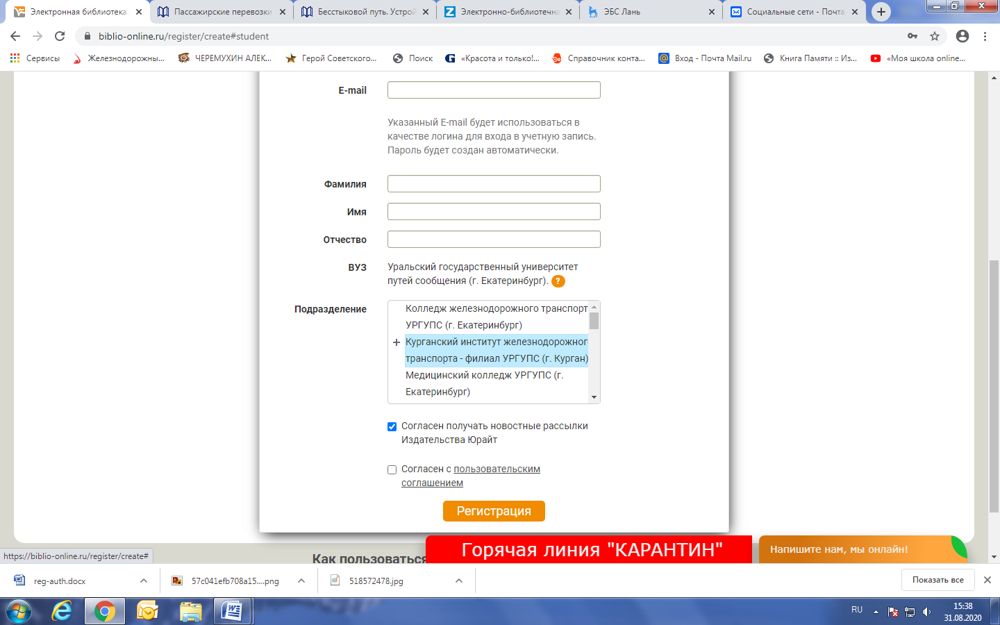 Электронная библиотека
Пассажирские перевозки
Бесстыковой путь. Устрой
Электронно-библиотечна
ЭБС Лань
Социальные сети - Почта
biblio-online.ru/register/create#student
Сервисы
Железнодорожны...
ЧЕРЕМУХИН АЛЕК...
Герой Советского...
Поиск
«Красота и только!...
Справочник конта...
Вход - Почта Mail.ru
Книга Памяти :: Из...
«Моя школа online...
E-mail
Указанный E-mail будет использоваться в
качестве логина для входа в учетную запись.
Пароль будет создан автоматически.
Фамилия
Имя
Отчество
ВУЗ
Уральский государственный университет
путей сообщения (г. Екатеринбург). ?
Подразделение
Колледж железнодорожного транспорт
УРГУПС (г. Екатеринбург)
Курганский институт железнодорожног
транспорта - филиал УРГУПС (г. Курган)
Медицинский колледж УРГУПС (г.
Екатеринбург)
Согласен получать новостные рассылки
Издательства Юрайт
Согласен с пользовательским
соглашением
Регистрация
Горячая линия "КАРАНТИН"
Напишите нам, мы онлайн!
https://biblio-online.ru/register/create#
Как пользоваться
reg-auth.docx
57c041efb708a15....png
518572478.jpg
Показать все
RU
15:38
31.08.2020